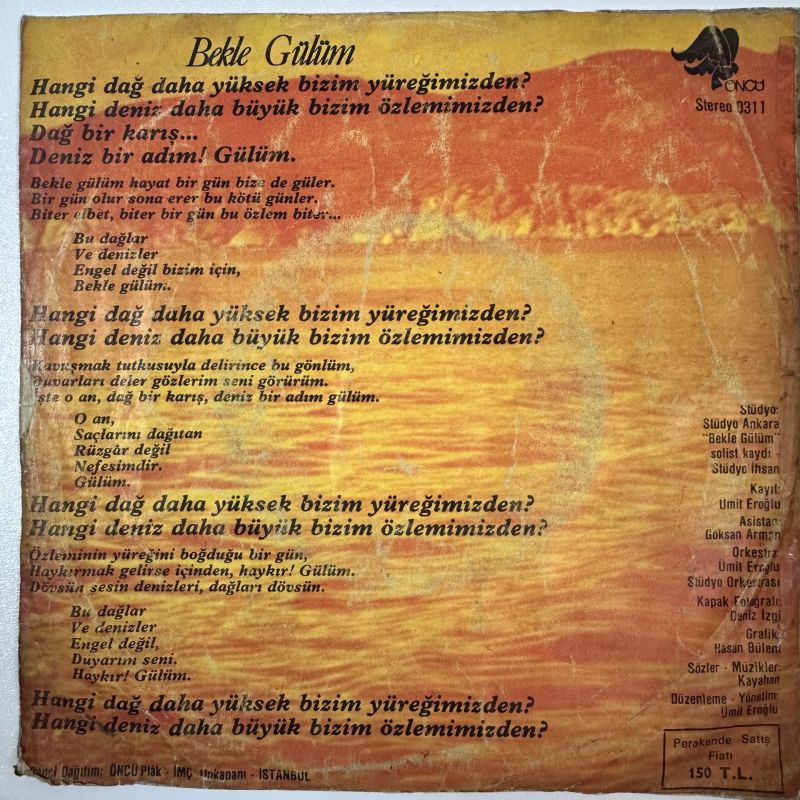 Bekle Gülüm
Hangi dağ daha yüksek bizim yüreğimizden?
Hangi deniz daha büyük bizim özlemimizden?
Dağ bir karış...
Deniz bir adım! Gülüm.
Bekle gülüm hayat bir gün bize de güler.
Bir gün olur sona erer bu kötü günler.
Biter elbet, biter bir gün bu özlem biter...
Bu dağlar
Ve denizler
Engel değil bizim için,
Bekle gülüm.
Hangi dağ daha yüksek bizim yüreğimizden?
Hangi deniz daha büyük bizim özlemimizden?
Kavuşmak tutkusuyla delirince bu gönlüm,
Duvarları deler gözlerim seni görürüm.
İşte o an, dağ bir karış, deniz bir adım gülüm.
O an,
Saçlarını dağıtan
Rüzgâr değil
Nefesimdir.
Gülüm.
Hangi dağ daha yüksek bizim yüreğimizden?
Hangi deniz daha büyük bizim özlemimizden?
Özleminin yüreğini boğduğu bir gün,
Haykırmak gelirse içinden, haykır! Gülüm.
Dövsün sesin denizleri, dağları dövsün.
Bu dağlar
Ve denizler
Engel değil,
Duyarım seni.
Haykır! Gülüm.
Hangi dağ daha yüksek bizim yüreğimizden?
Hangi deniz daha büyük bizim özlemimizden?
Genel Dağıtım: ÖNCÜ Plâk - İMÇ Unkapanı - İSTANBUL
ÖNCÜ
Stereo 0311
Stüdyo:
Stüdyo Ankara
"Bekle Gülüm"
solist kaydı -
Stüdyo İhsan
Kayıt:
Ümit Eroğlu
Asistan:
Göksan Arman
Orkestra:
Ümit Eroğlu
Stüdyo Orkestrası
Kapak Fotoğrafı:
Deniz İzgi
Grafik:
Hasan Bülent
Sözler - Müzikler:
Kayahan
Düzenleme - Yönetim:
Ümit Eroğlu
Perakende Satış
Fiatı
150 T.L.